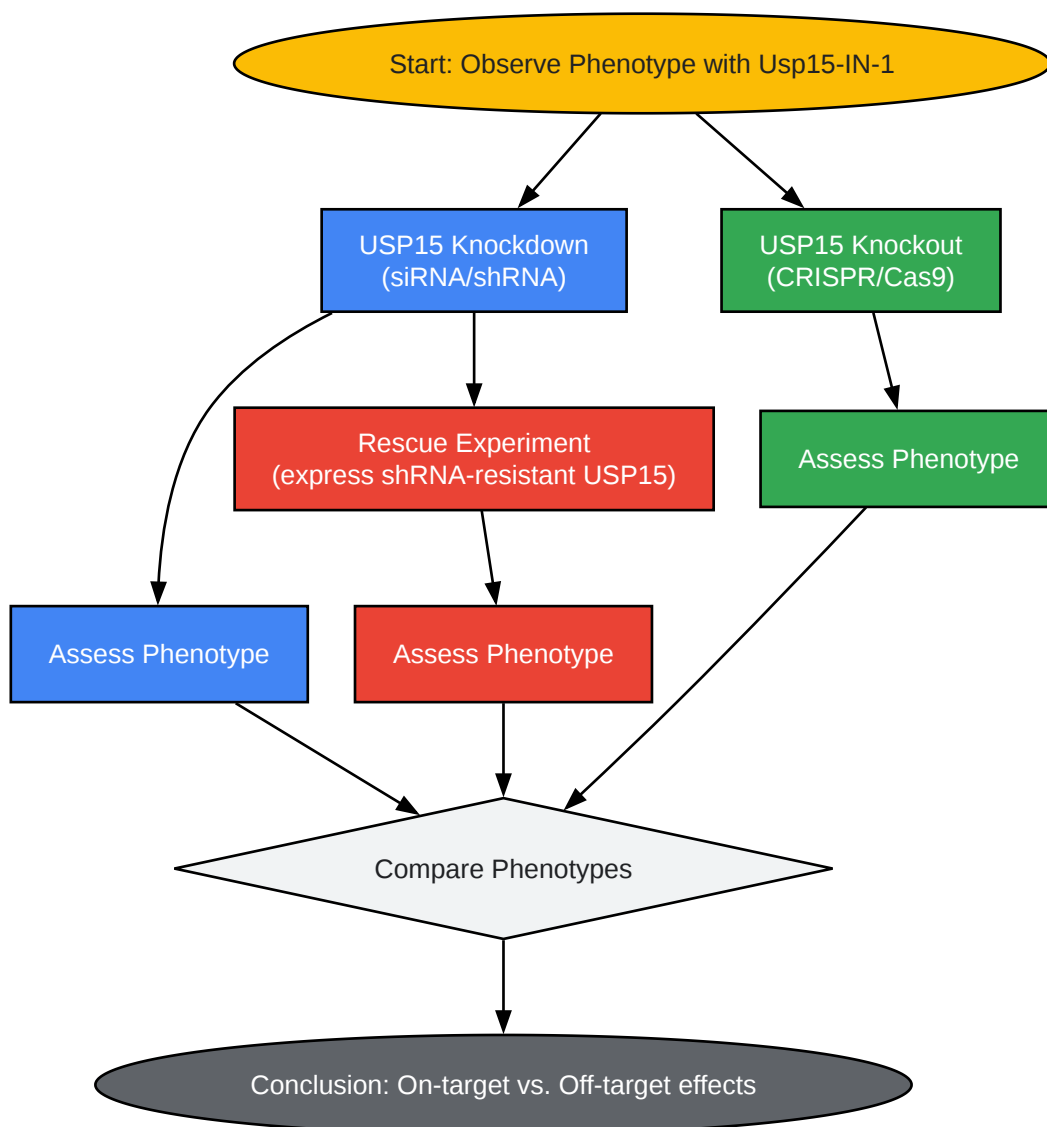 Start: Observe Phenotype with Usp15-IN-1
USP15 Knockdown
(siRNA/shRNA)
USP15 Knockout
(CRISPR/Cas9)
Rescue Experiment
(express shRNA-resistant USP15)
Assess Phenotype
Assess Phenotype
Assess Phenotype
Compare Phenotypes
Conclusion: On-target vs. Off-target effects